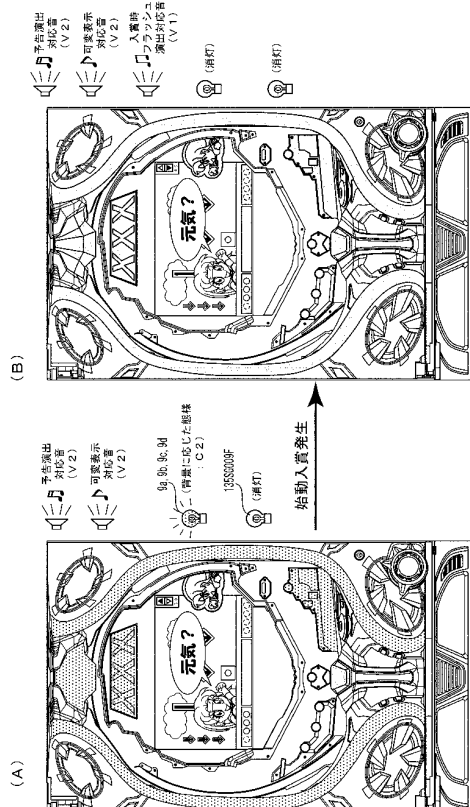 (A)
予告演出
対応音
(V2)
可変表示
対応音
(V2)
9a, 9b, 9c, 9d
(背景に応じた態様
:C2)
135SG009F
(消灯)
元気?
始動入賞発生
(B)
予告演出
対応音
(V2)
可変表示
対応音
(V2)
入賞時
フラッシュ
演出対応音
(V1)
(消灯)
(消灯)
元気?